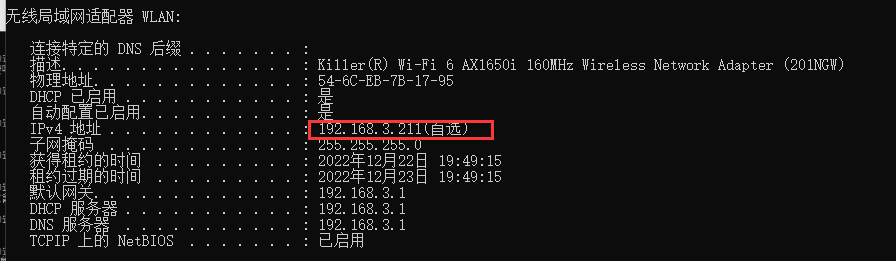 无线局域网适配器 WLAN:
连接特定的 DNS 后缀 . . . . . . . :
描述. . . . . . . . . . . . . . . : Killer(R) Wi-Fi 6 AX1650i 160MHz Wireless Network Adapter (201NGW)
物理地址. . . . . . . . . . . . . : 54-6C-EB-7B-17-95
DHCP 已启用 . . . . . . . . . . . : 是
自动配置已启用. . . . . . . . . . : 是
IPv4 地址 . . . . . . . . . . . . : 192.168.3.211(自选)
子网掩码 . . . . . . . . . . . . : 255.255.255.0
获得租约的时间 . . . . . . . . . : 2022年12月22日 19:49:15
租约过期的时间 . . . . . . . . . : 2022年12月23日 19:49:15
默认网关. . . . . . . . . . . . . : 192.168.3.1
DHCP 服务器 . . . . . . . . . . . : 192.168.3.1
DNS 服务器 . . . . . . . . . . . : 192.168.3.1
TCPIP 上的 NetBIOS . . . . . . . : 已启用